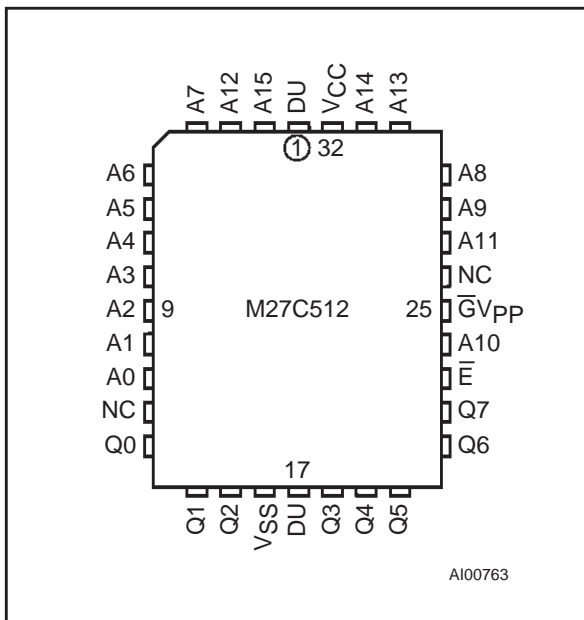 A7 A12 A15 DU VCC A14 A13
1 32
A6 A8
A5 A9
A4 A11
A3 NC
A2 9 M27C512 25 G̅VPP
A1 A10
A0 E̅
NC Q7
Q0 Q6
17
Q1 Q2 VSS DU Q3 Q4 Q5
AI00763